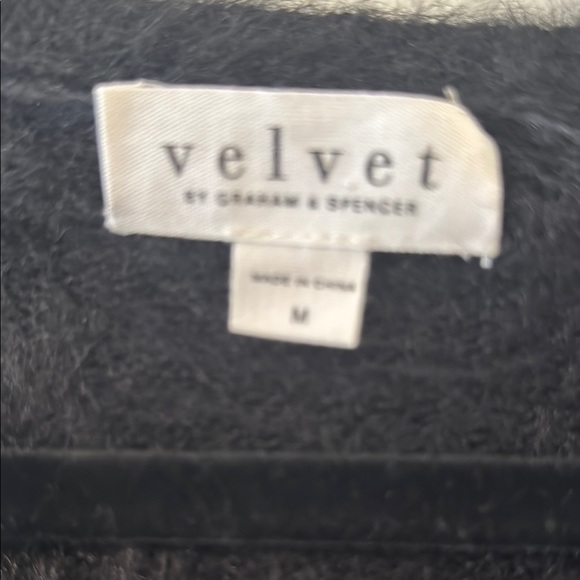 velvet
BY GRAHAM & SPENCER
MADE IN CHINA
M